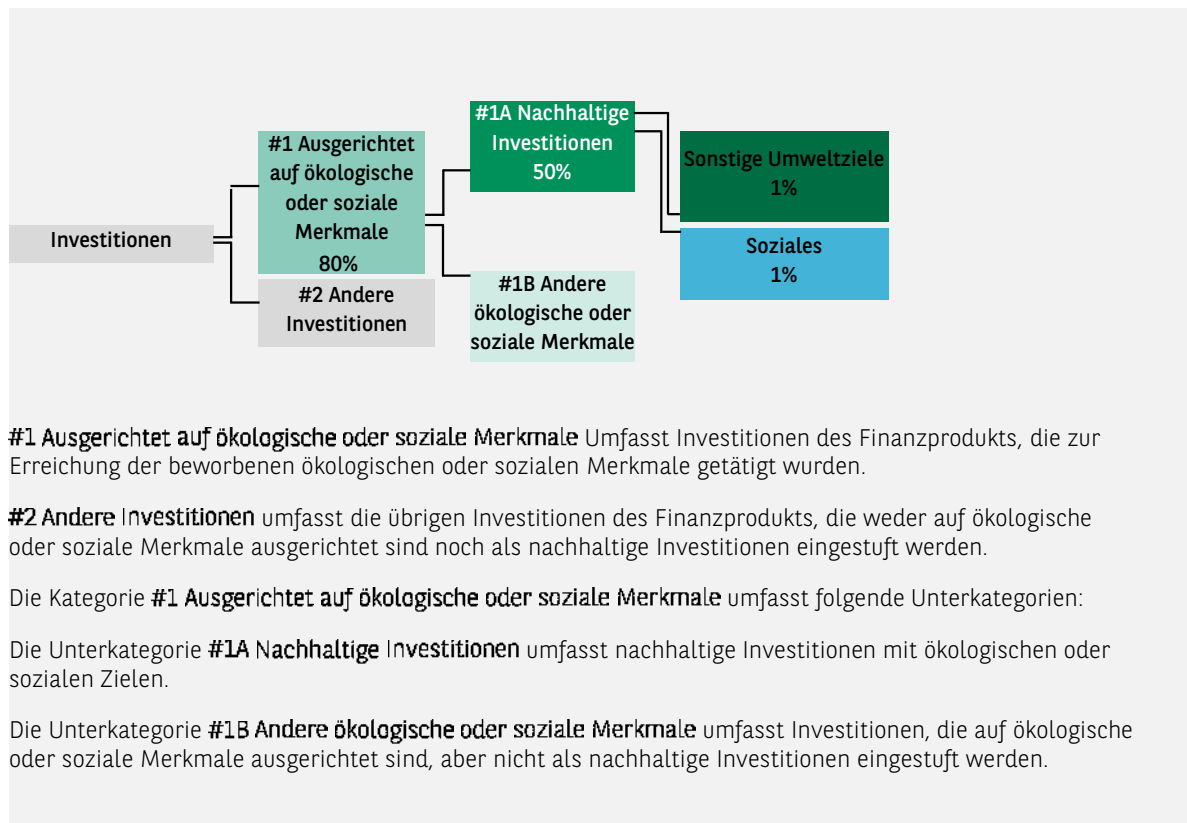 #1A Nachhaltige
Investitionen
50%
#1 Ausgerichtet
auf ökologische
oder soziale
Merkmale
80%
Sonstige Umweltziele
1%
Investitionen
Soziales
1%
#2 Andere
Investitionen
#1B Andere
ökologische oder
soziale Merkmale
#1 Ausgerichtet auf ökologische oder soziale Merkmale Umfasst Investitionen des Finanzprodukts, die zur
Erreichung der beworbenen ökologischen oder sozialen Merkmale getätigt wurden.
#2 Andere Investitionen umfasst die übrigen Investitionen des Finanzprodukts, die weder auf ökologische
oder soziale Merkmale ausgerichtet sind noch als nachhaltige Investitionen eingestuft werden.
Die Kategorie #1 Ausgerichtet auf ökologische oder soziale Merkmale umfasst folgende Unterkategorien:
Die Unterkategorie #1A Nachhaltige Investitionen umfasst nachhaltige Investitionen mit ökologischen oder
sozialen Zielen.
Die Unterkategorie #1B Andere ökologische oder soziale Merkmale umfasst Investitionen, die auf ökologische
oder soziale Merkmale ausgerichtet sind, aber nicht als nachhaltige Investitionen eingestuft werden.